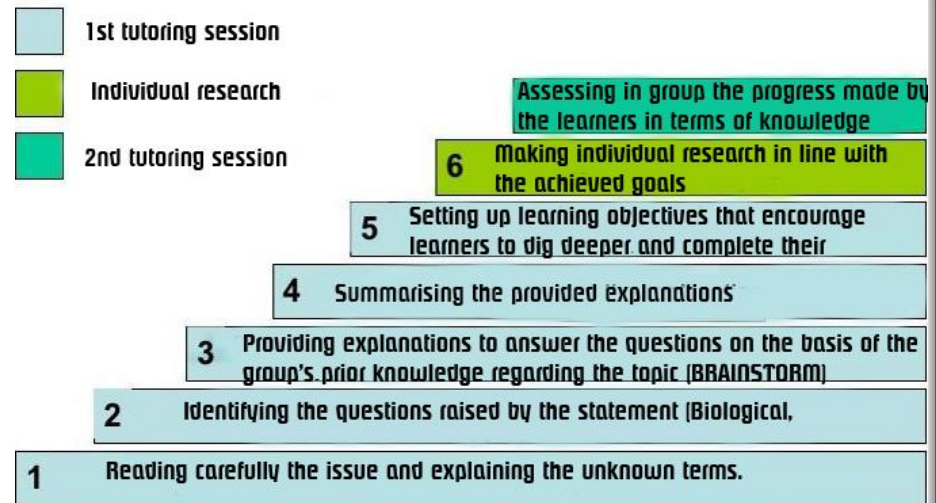 1st tutoring session
Individual research
2nd tutoring session
Assessing in group the progress made by
the learners in terms of knowledge
6 Making individual research in line with
the achieved goals
5 Setting up learning objectives that encourage
learners to dig deeper and complete their
4 Summarising the provided explanations
3 Providing explanations to answer the questions on the basis of the
group's prior knowledge regarding the topic (BRAINSTORM)
2 Identifying the questions raised by the statement (Biological,
1 Reading carefully the issue and explaining the unknown terms.